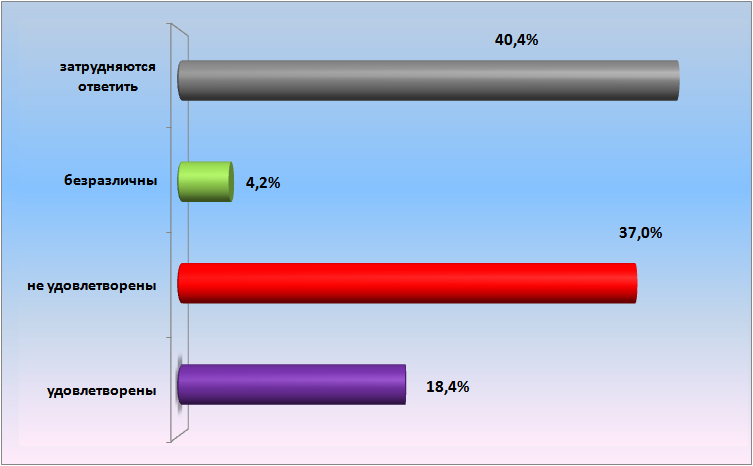 40,4%
затрудняются
ответить
безразличны
4,2%
37,0%
не удовлетворены
удовлетворены
18,4%